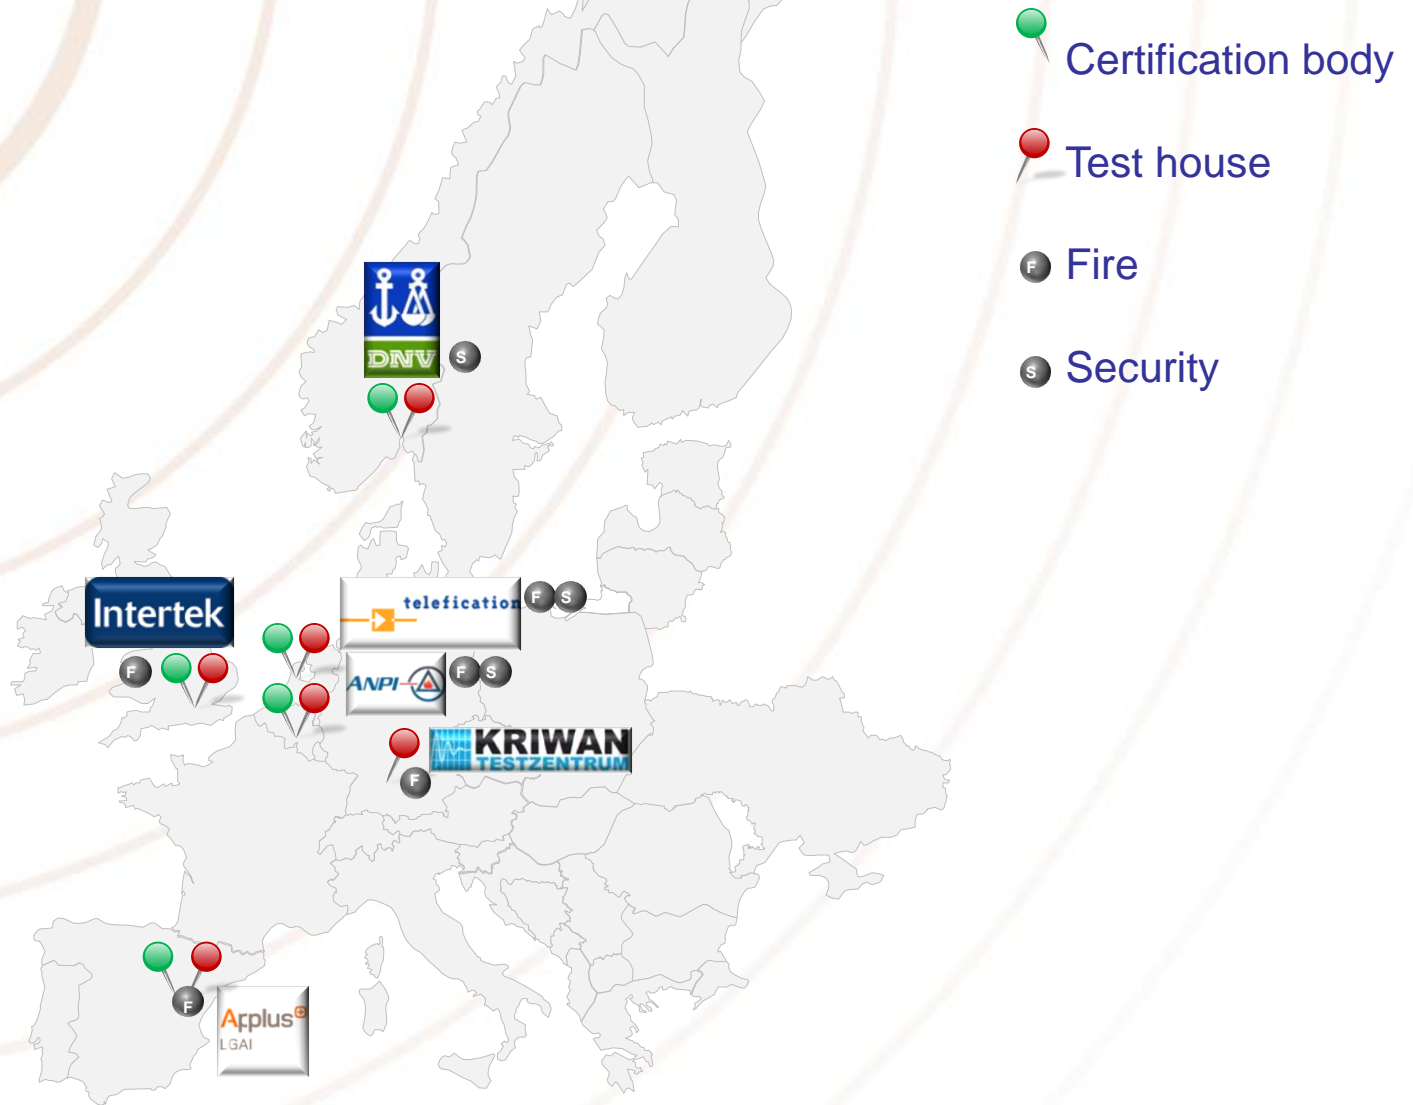 Certification body
Test house
F Fire
S Security
DNV
S
Intertek
F
telefication
F S
ANPI
F S
KRIWAN
TESTZENTRUM
F
F
Applus+
LGAI